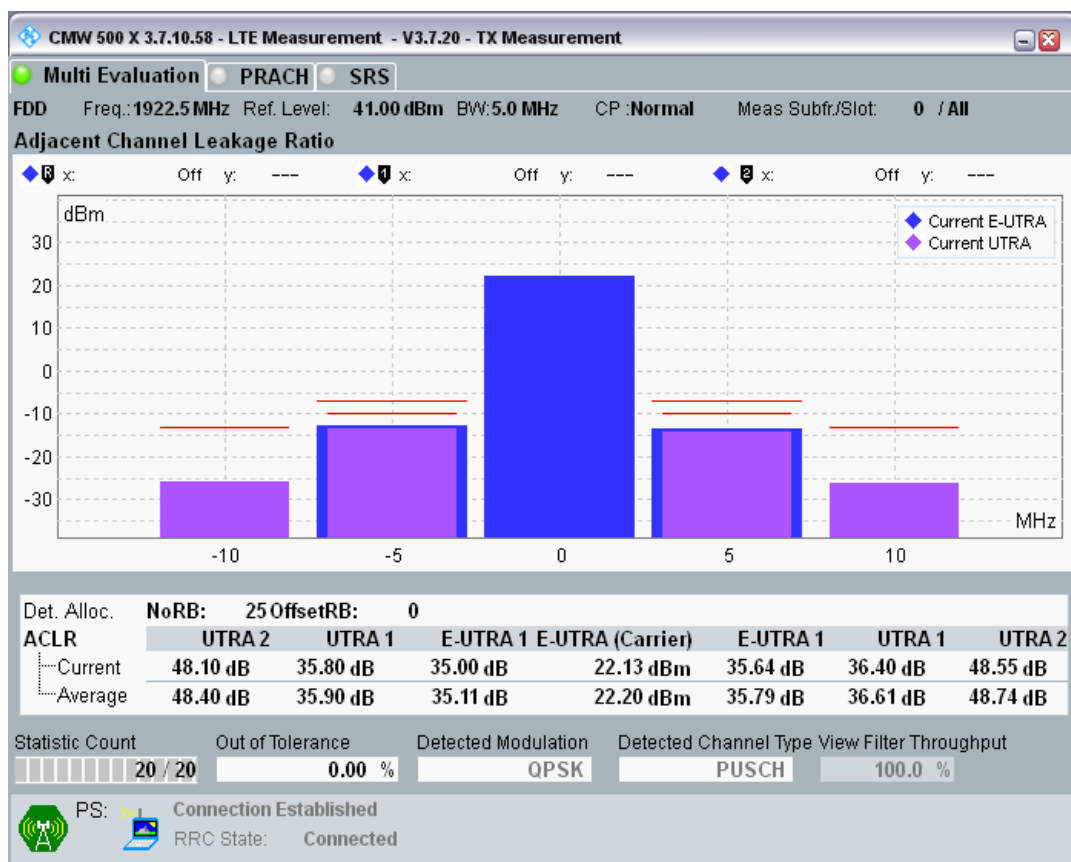 CMW 500 X 3.7.10.58 - LTE Measurement - V3.7.20 - TX Measurement
Multi Evaluation PRACH SRS
FDD Freq.: 1922.5 MHz Ref. Level: 41.00 dBm BW: 5.0 MHz CP : Normal Meas Subfr./Slot: 0 / All
Adjacent Channel Leakage Ratio
R x: Off y: --- 1 x: Off y: --- 2 x: Off y: ---
dBm
Current E-UTRA
Current UTRA
30
20
10
0
-10
-20
-30
MHz
-10 -5 0 5 10
Det. Alloc. NoRB: 25 OffsetRB: 0
ACLR UTRA 2 UTRA 1 E-UTRA 1 E-UTRA (Carrier) E-UTRA 1 UTRA 1 UTRA 2
Current 48.10 dB 35.80 dB 35.00 dB 22.13 dBm 35.64 dB 36.40 dB 48.55 dB
Average 48.40 dB 35.90 dB 35.11 dB 22.20 dBm 35.79 dB 36.61 dB 48.74 dB
Statistic Count Out of Tolerance Detected Modulation Detected Channel Type View Filter Throughput
20 / 20 0.00 % QPSK PUSCH 100.0 %
PS: Connection Established
RRC State: Connected